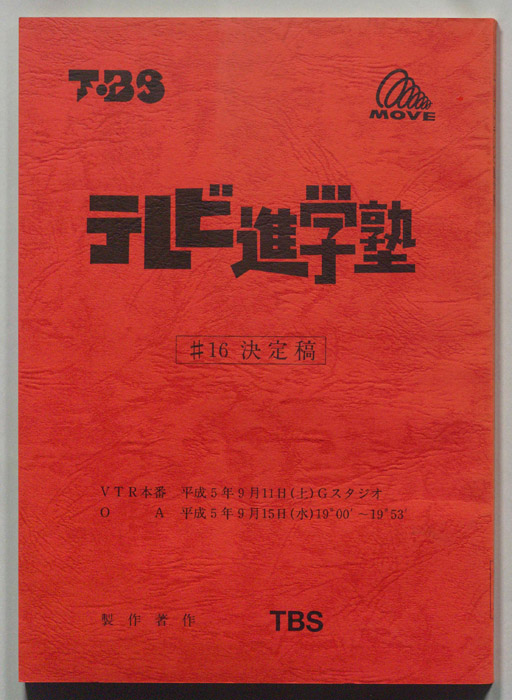 T・BS
MOVE
テレビ進学塾
♯16 決定稿
VTR本番 平成5年9月11日(土)Gスタジオ
O A 平成5年9月15日(水)19°00′～19°53′
製作著作 TBS